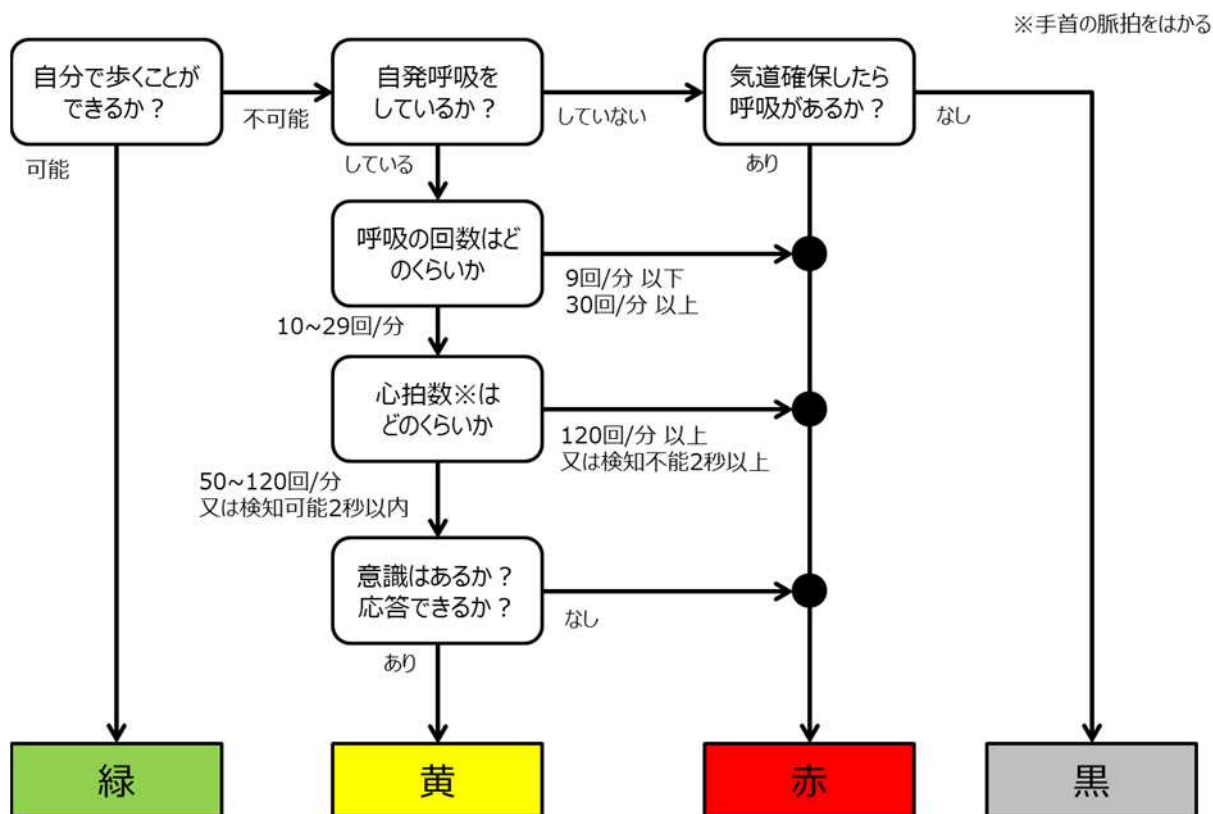 ※手首の脈拍をはかる
自分で歩くことが
できるか？
不可能
可能
自発呼吸を
しているか？
していない
している
気道確保したら
呼吸があるか？
なし
あり
呼吸の回数はど
のくらいか
9回/分 以下
30回/分 以上
10~29回/分
心拍数※は
どのくらいか
120回/分 以上
又は検知不能2秒以上
50~120回/分
又は検知可能2秒以内
意識はあるか？
応答できるか？
なし
あり
緑
黄
赤
黒